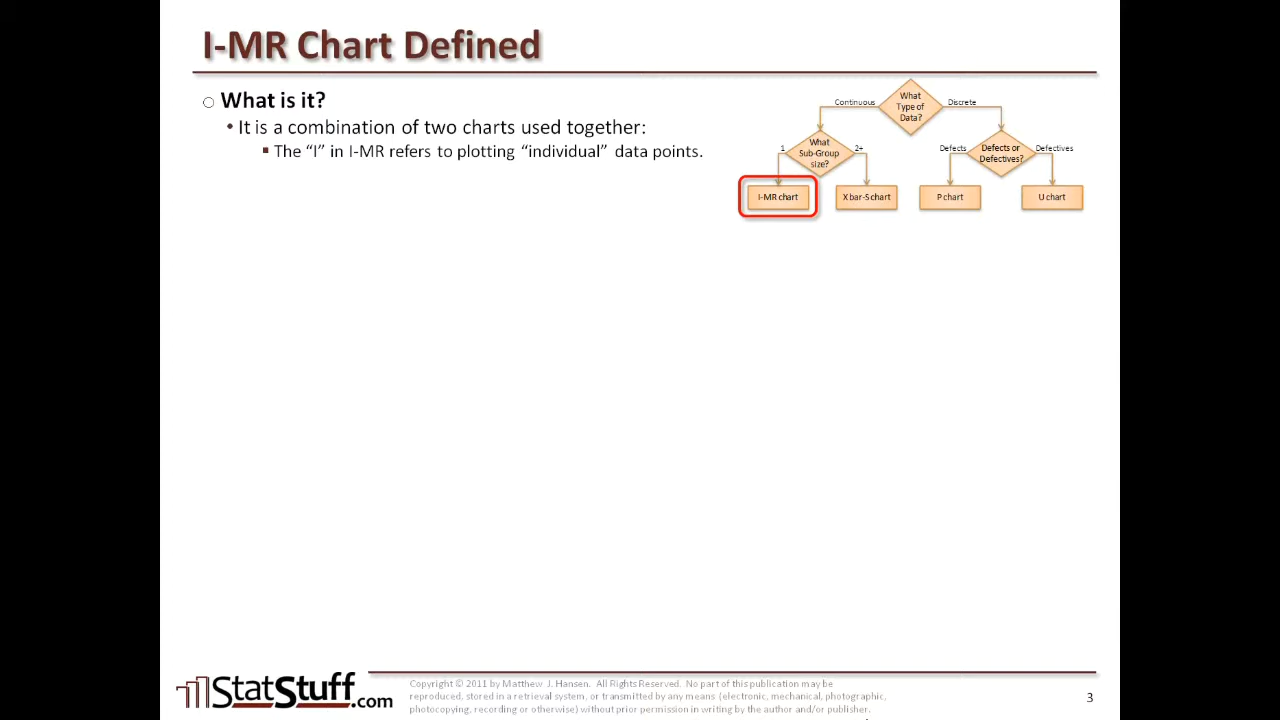 I-MR Chart Defined
What is it?
It is a combination of two charts used together:
The “I” in I-MR refers to plotting “individual” data points.
What
Type of
Data?
Continuous
Discrete
What
Sub-Group
size?
1
2+
Defects or
Defectives?
Defects
Defectives
I-MR chart
Xbar-S chart
P chart
U chart
StatStuff.com
Copyright © 2011 by Matthew J. Hansen. All Rights Reserved. No part of this publication may be
reproduced, stored in a retrieval system, or transmitted by any means (electronic, mechanical, photographic,
photocopying, recording or otherwise) without prior permission in writing by the author and/or publisher.
3